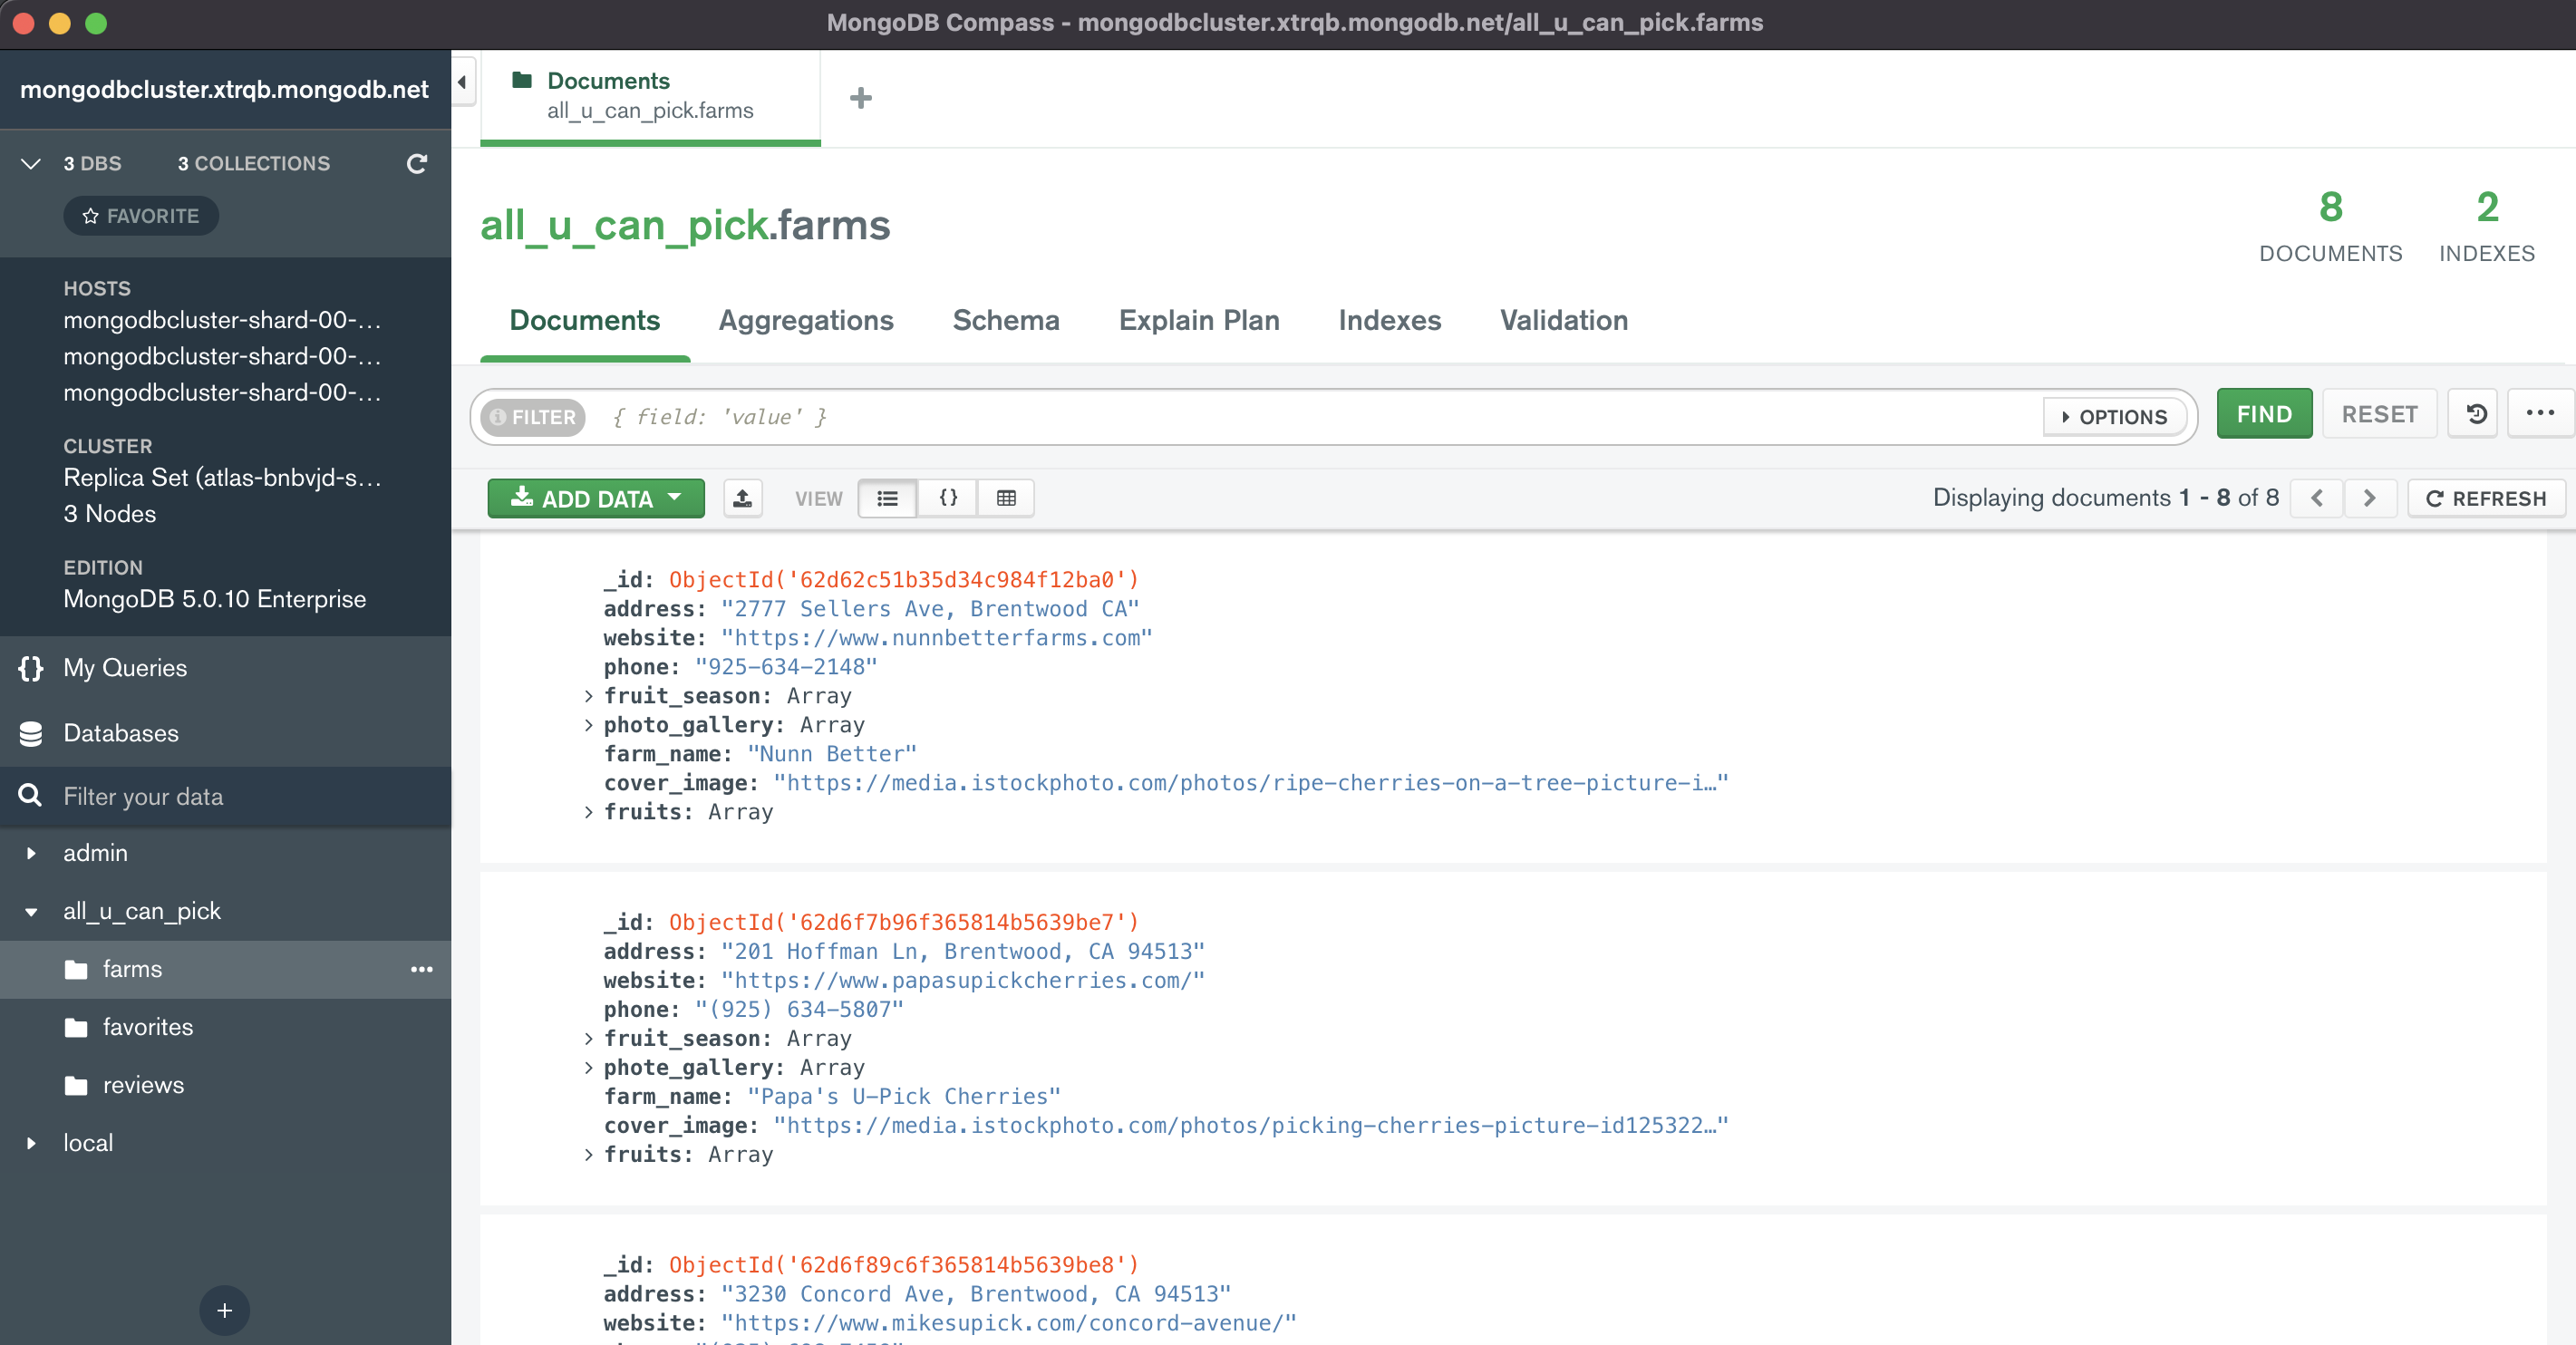 MongoDB Compass - mongodbcluster.xtrqb.mongodb.net/all_u_can_pick.farms
mongodbcluster.xtrqb.mongodb.net
3 DBS 3 COLLECTIONS
FAVORITE
HOSTS
mongodbcluster-shard-00-...
mongodbcluster-shard-00-...
mongodbcluster-shard-00-...
CLUSTER
Replica Set (atlas-bnbvjd-s...
3 Nodes
EDITION
MongoDB 5.0.10 Enterprise
{} My Queries
Databases
Filter your data
admin
all_u_can_pick
farms
favorites
reviews
local
Documents
all_u_can_pick.farms
all_u_can_pick.farms
8 DOCUMENTS
2 INDEXES
Documents Aggregations Schema Explain Plan Indexes Validation
FILTER { field: 'value' } OPTIONS FIND RESET
ADD DATA VIEW {} Displaying documents 1 - 8 of 8 REFRESH
_id: ObjectId('62d62c51b35d34c984f12ba0')
address: "2777 Sellers Ave, Brentwood CA"
website: "https://www.nunnbetterfarms.com"
phone: "925-634-2148"
fruit_season: Array
photo_gallery: Array
farm_name: "Nunn Better"
cover_image: "https://media.istockphoto.com/photos/ripe-cherries-on-a-tree-picture-i…"
fruits: Array
_id: ObjectId('62d6f7b96f365814b5639be7')
address: "201 Hoffman Ln, Brentwood, CA 94513"
website: "https://www.papasupickcherries.com/"
phone: "(925) 634-5807"
fruit_season: Array
phote_gallery: Array
farm_name: "Papa's U-Pick Cherries"
cover_image: "https://media.istockphoto.com/photos/picking-cherries-picture-id125322…"
fruits: Array
_id: ObjectId('62d6f89c6f365814b5639be8')
address: "3230 Concord Ave, Brentwood, CA 94513"
website: "https://www.mikesupick.com/concord-avenue/"